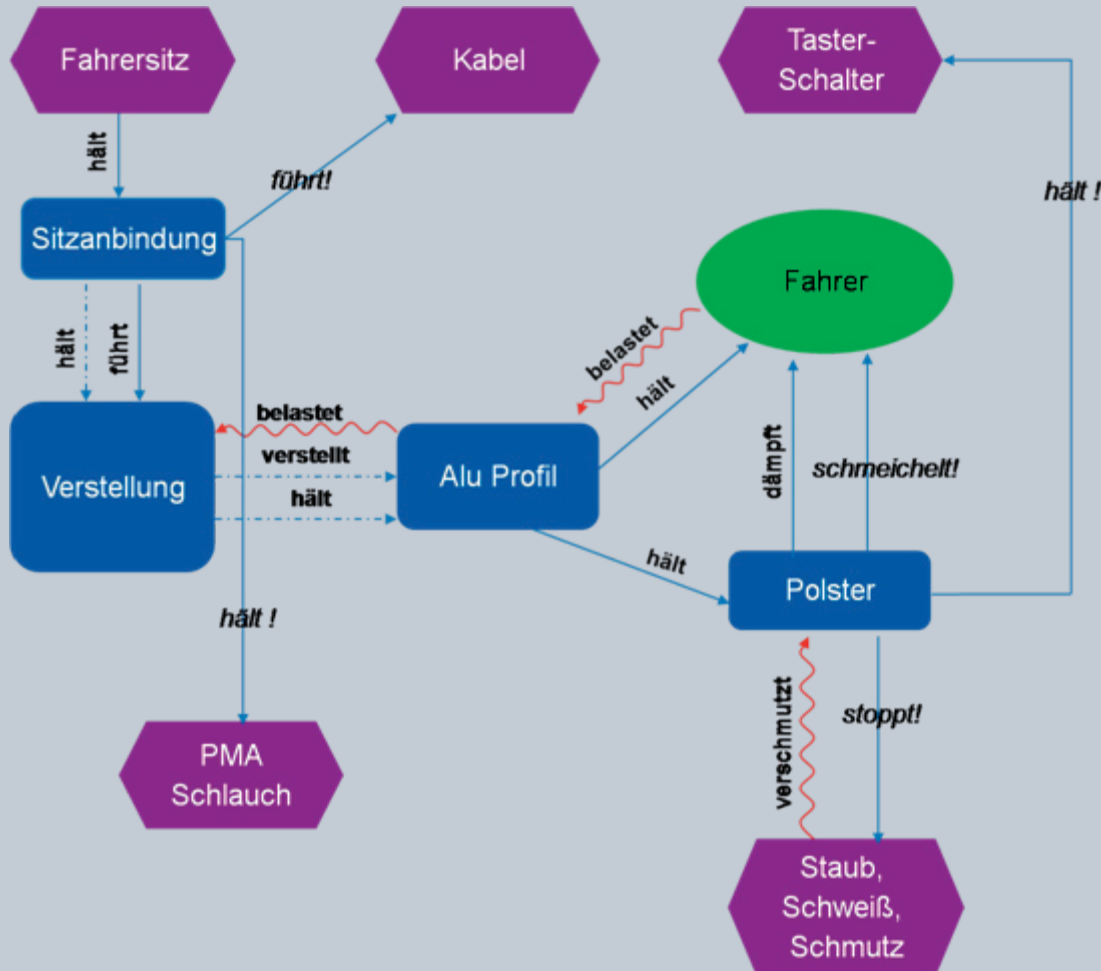 Fahrersitz
Kabel
Taster-
Schalter
hält
führt!
hält !
Sitzanbindung
Fahrer
hält
führt
belastet
hält
belastet
verstellt
hält
Verstellung
Alu Profil
dämpft
schmeichelt!
hält
Polster
hält !
verschmutzt
stoppt!
PMA
Schlauch
Staub,
Schweiß,
Schmutz